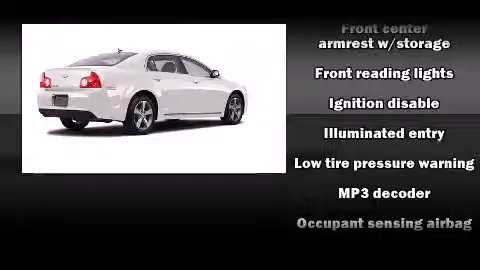 Front center
armrest w/storage
Front reading lights
Ignition disable
Illuminated entry
Low tire pressure warning
MP3 decoder
Occupant sensing airbag